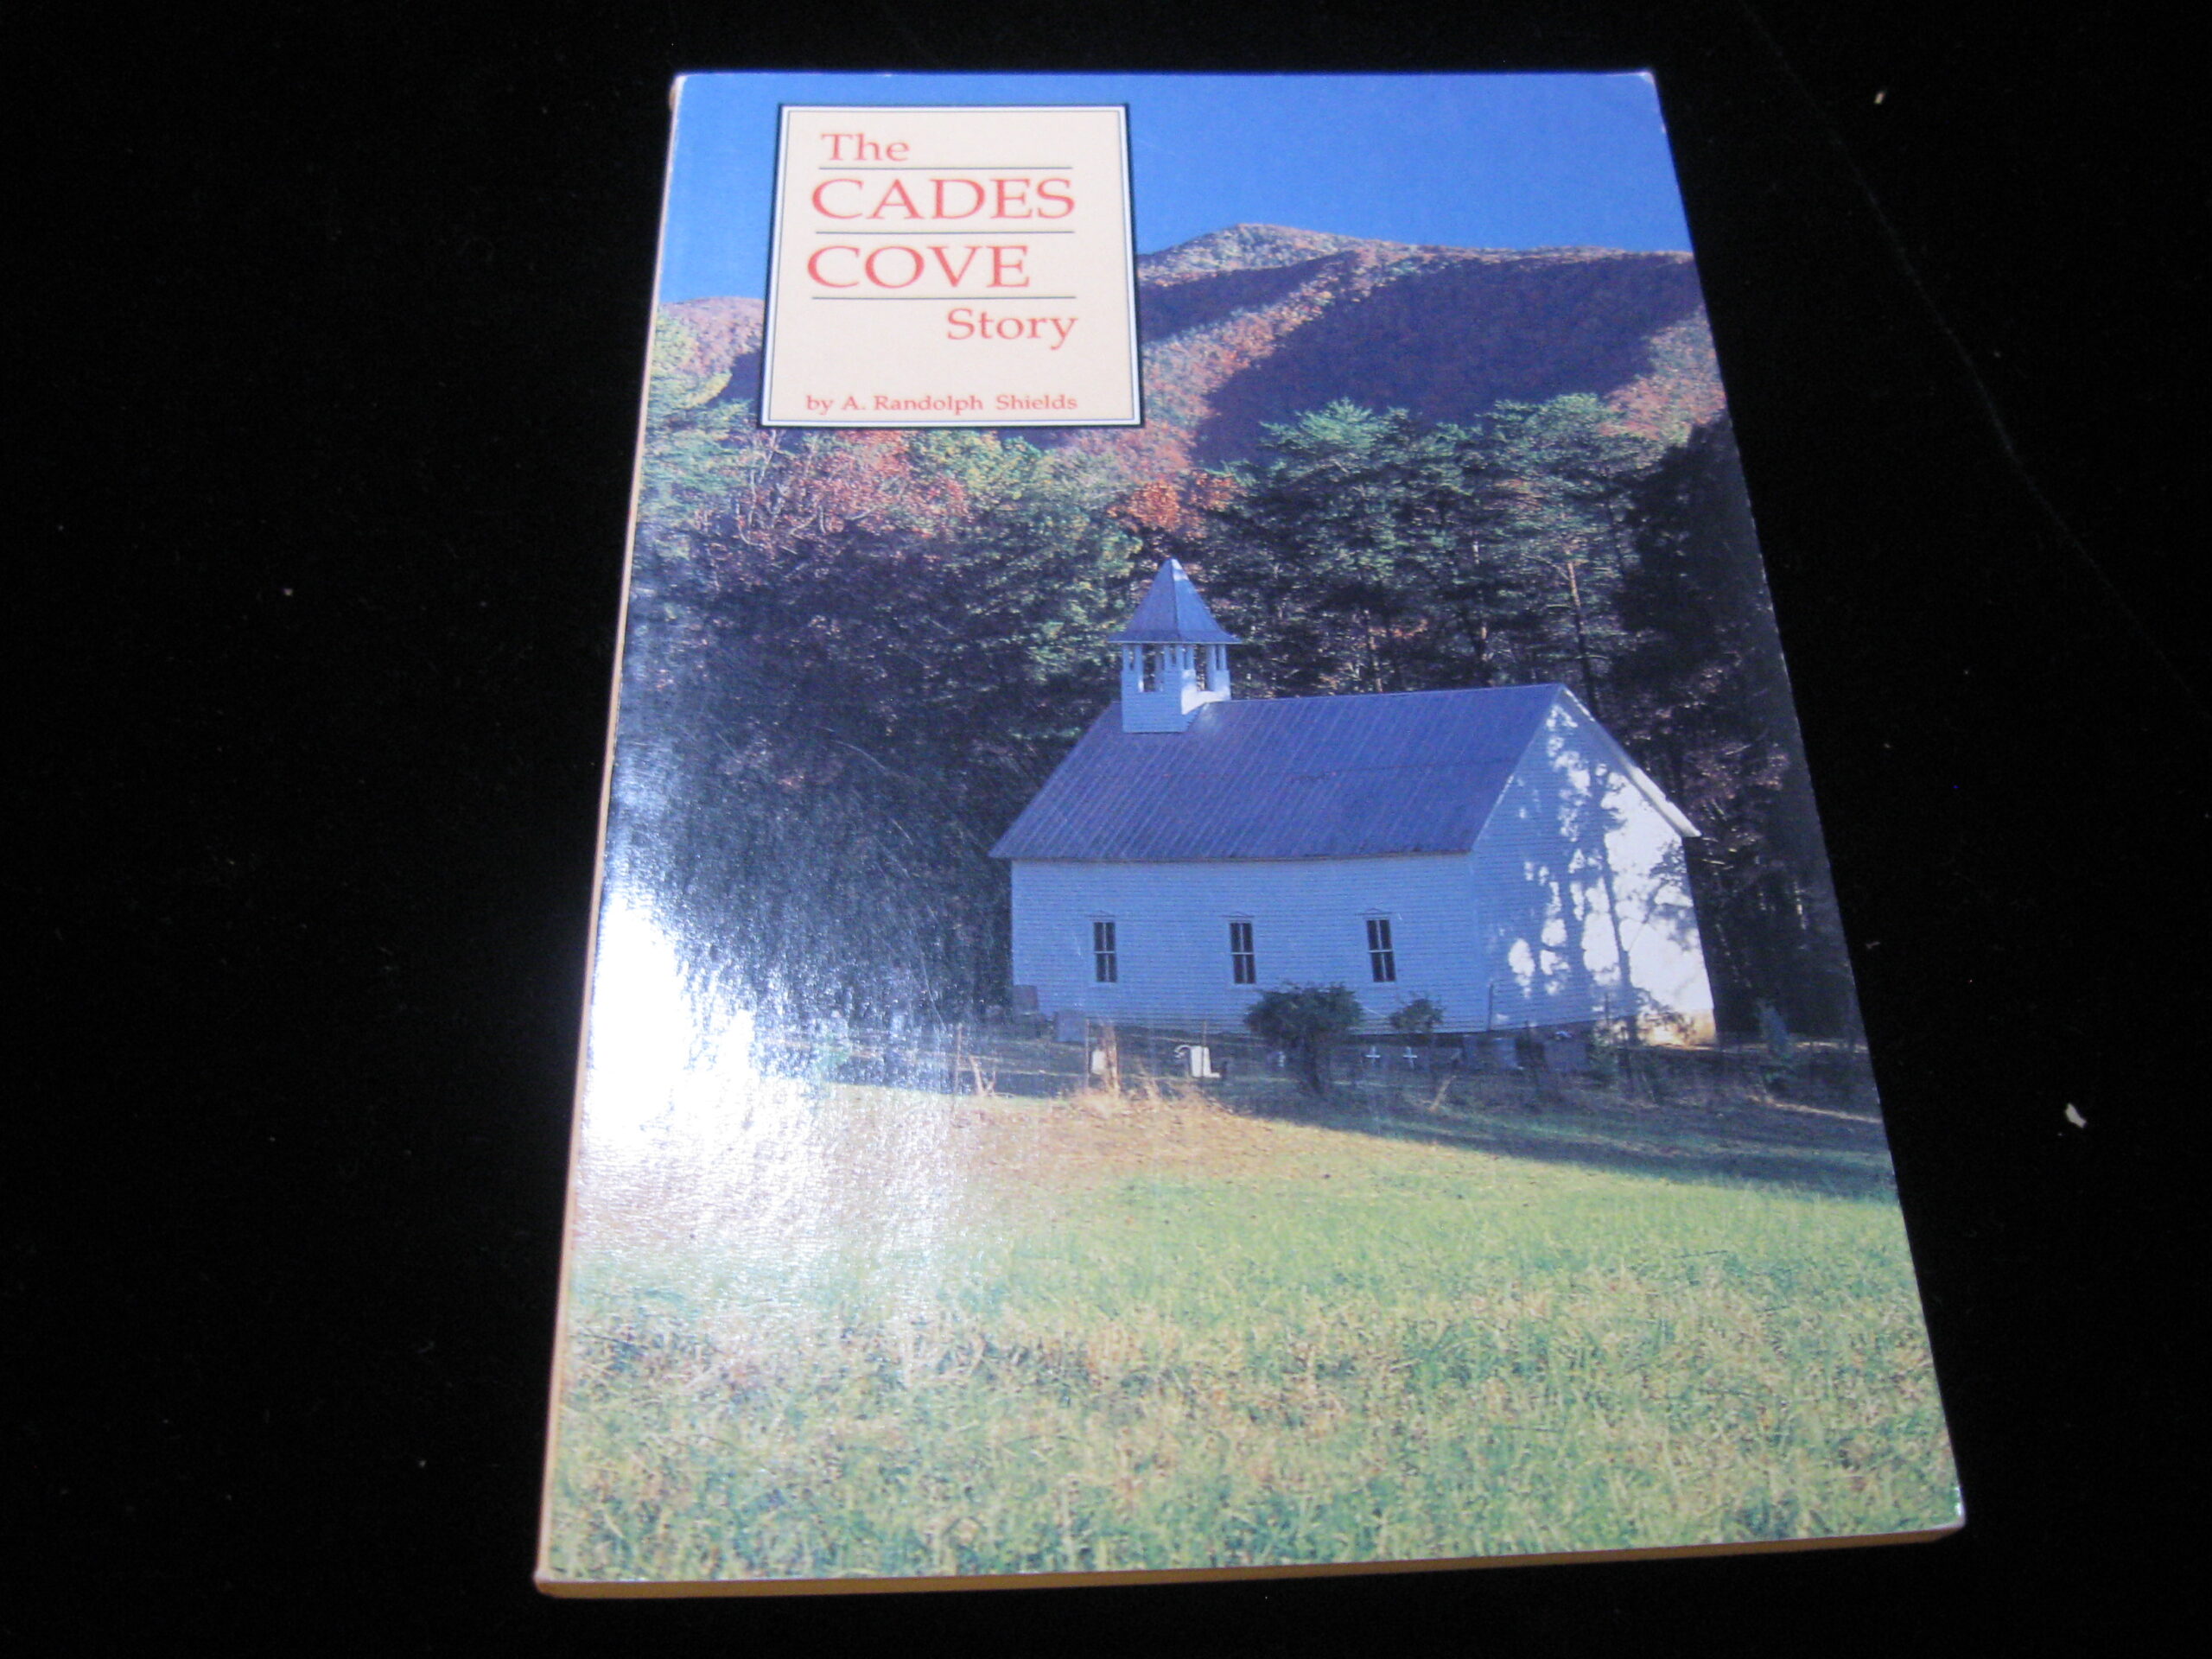 The
CADES
COVE
Story
by A. Randolph Shields